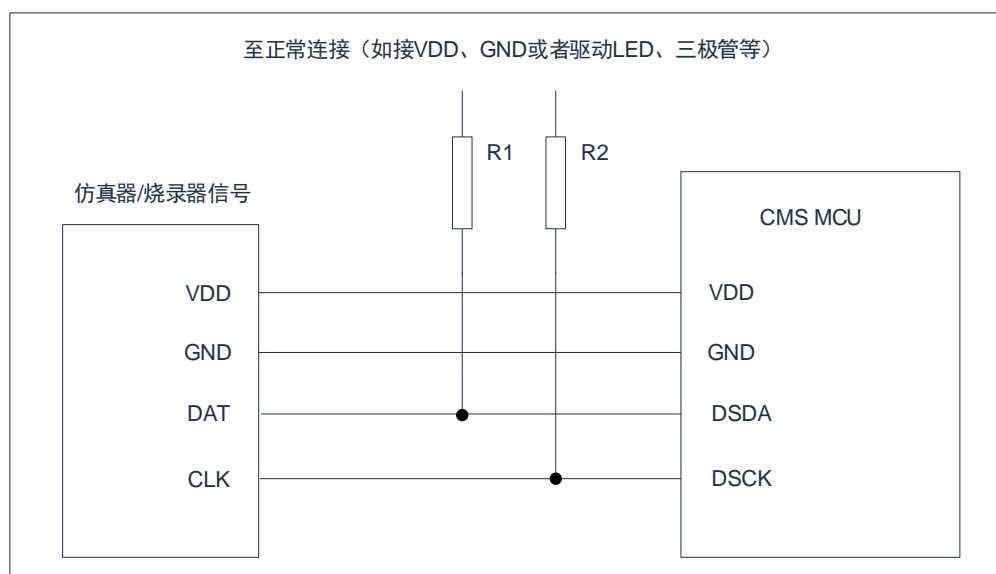 至正常连接（如接VDD、GND或者驱动LED、三极管等）
R1
R2
仿真器/烧录器信号
CMS MCU
VDD
VDD
GND
GND
DAT
DSDA
CLK
DSCK